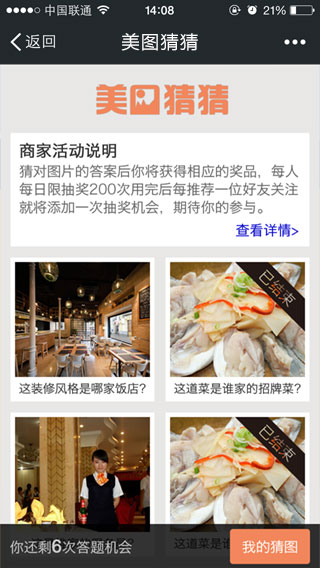 中国联通 14:08 21%
返回 美图猜猜
美图猜猜
商家活动说明
猜对图片的答案后你将获得相应的奖品，每人
每日限抽奖200次用完后每推荐一位好友关注
就将添加一次抽奖机会，期待你的参与。
查看详情>
已结束
这装修风格是哪家饭店?
这道菜是谁家的招牌菜?
已结束
你还剩6次答题机会
我的猜图